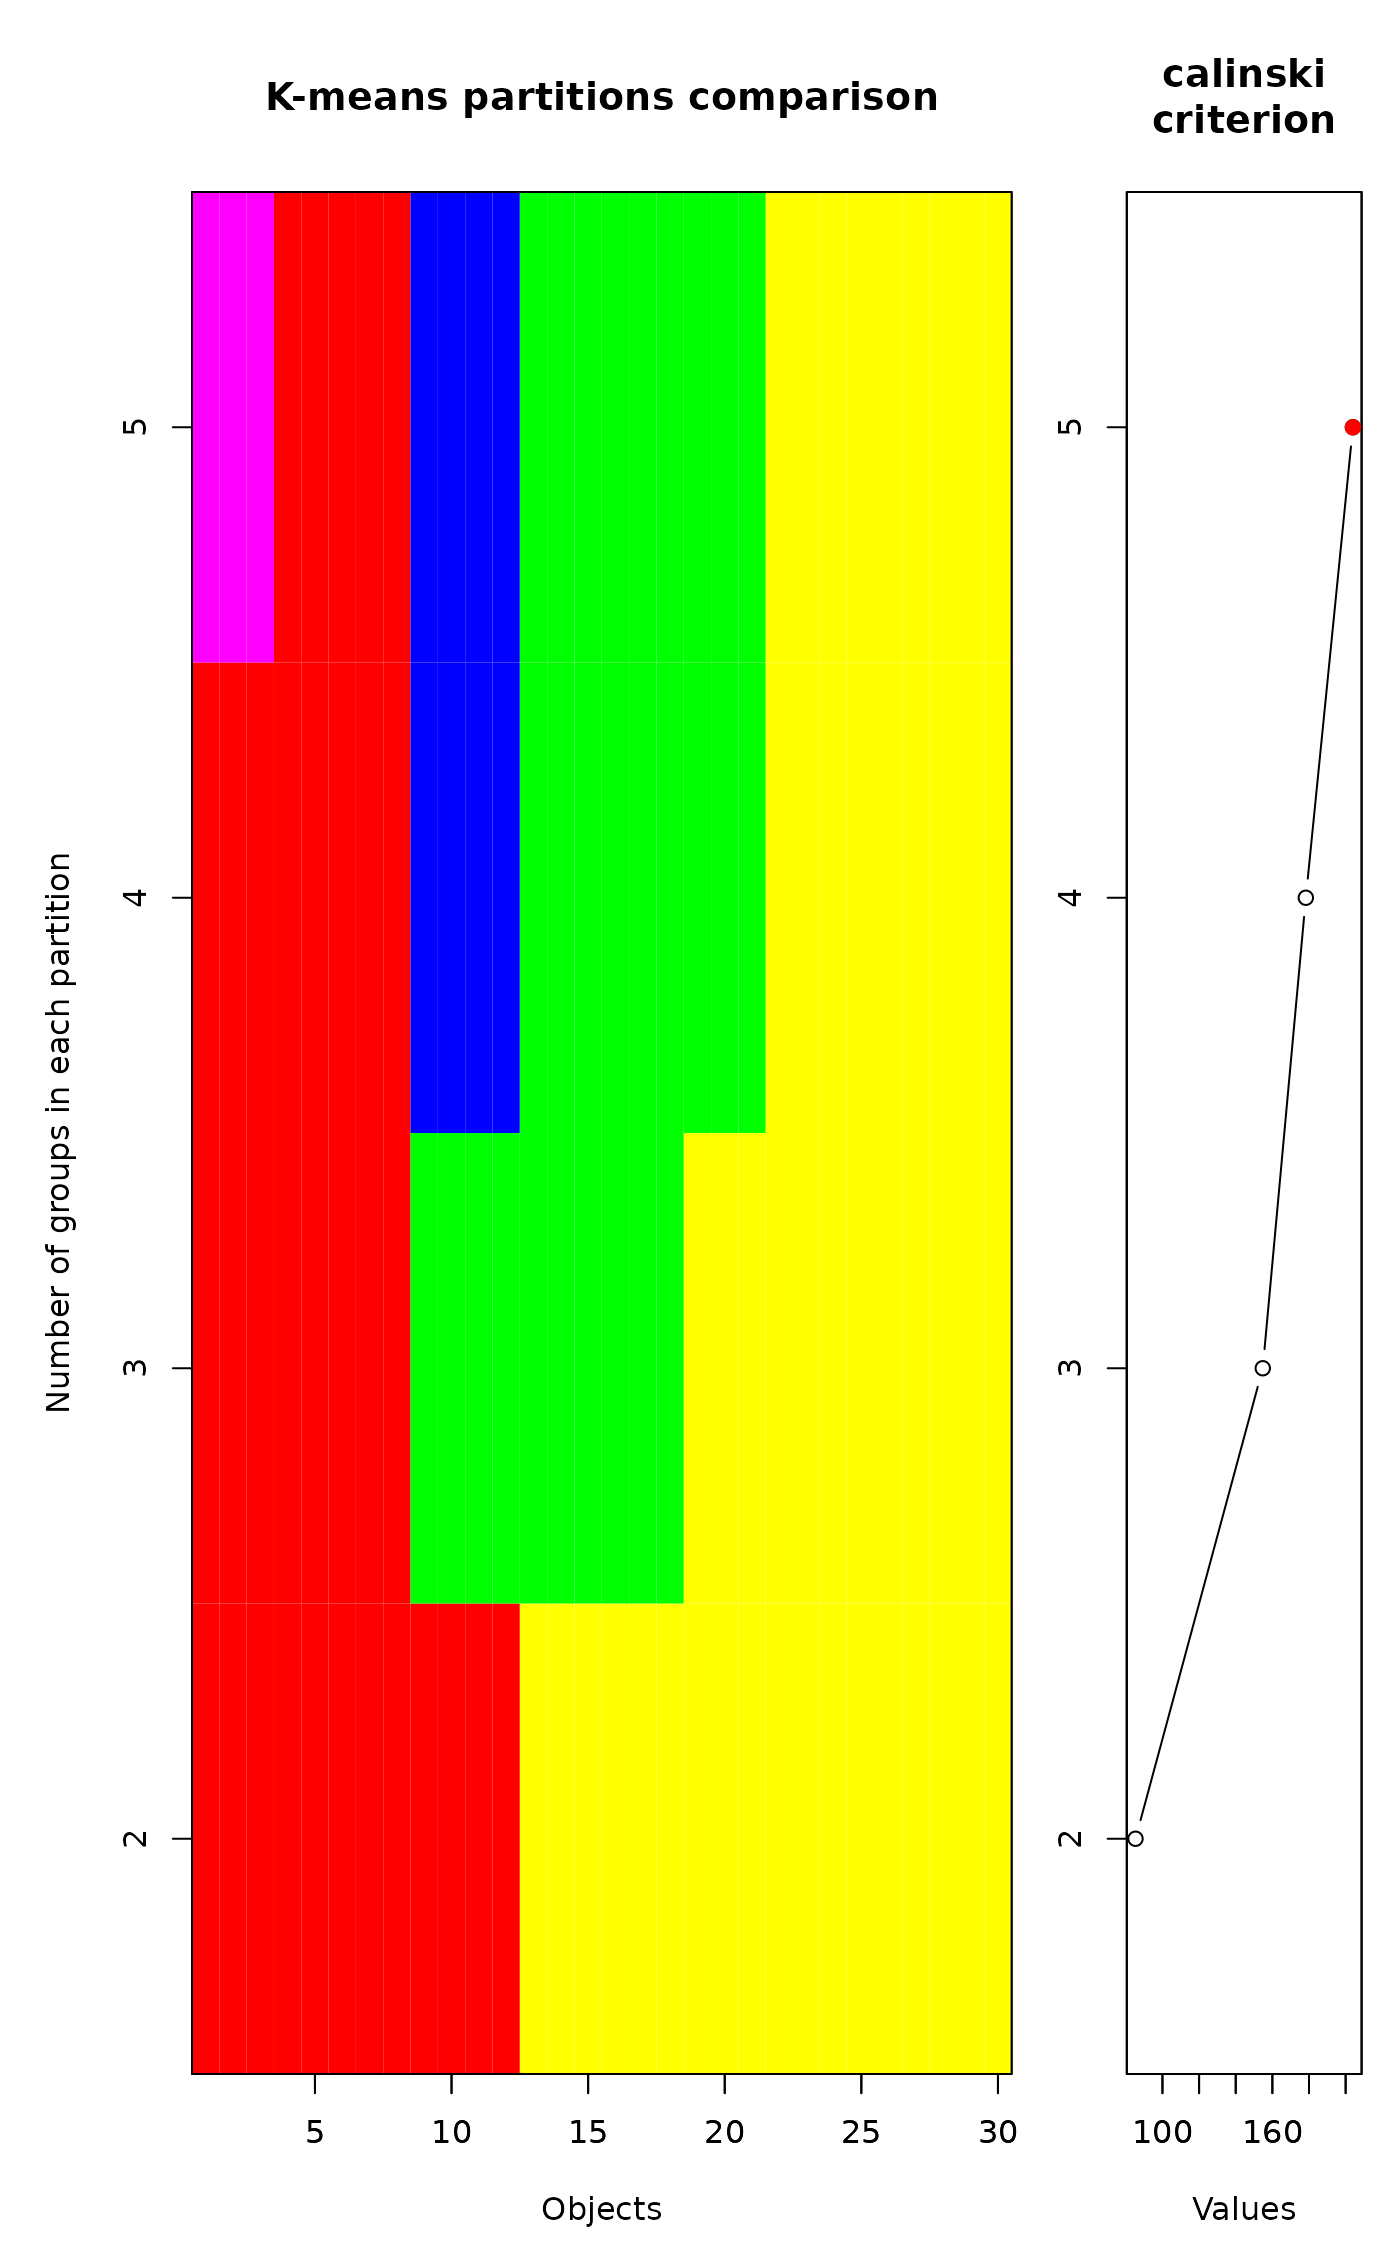 K-means partitions comparison
calinski
criterion
Number of groups in each partition
5
4
3
2
5
4
3
2
5 10 15 20 25 30
100 160
Objects
Values